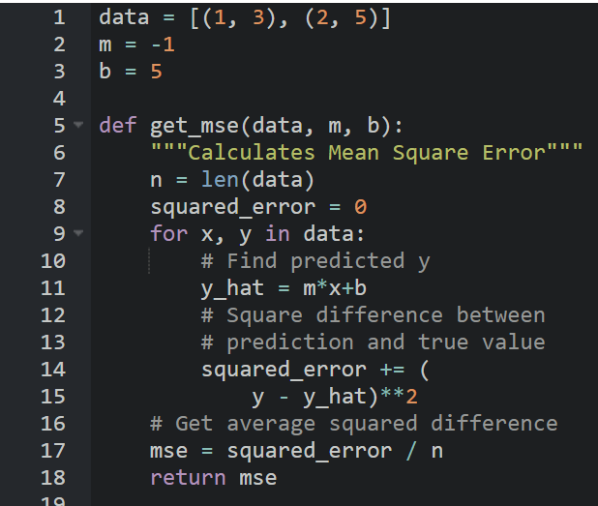 1 data = [(1, 3), (2, 5)]
2 m = -1
3 b = 5
4
5 def get_mse(data, m, b):
6 """Calculates Mean Square Error"""
7 n = len(data)
8 squared_error = 0
9 for x, y in data:
10 # Find predicted y
11 y_hat = m*x+b
12 # Square difference between
13 # prediction and true value
14 squared_error += (
15 y - y_hat)**2
16 # Get average squared difference
17 mse = squared_error / n
18 return mse
19